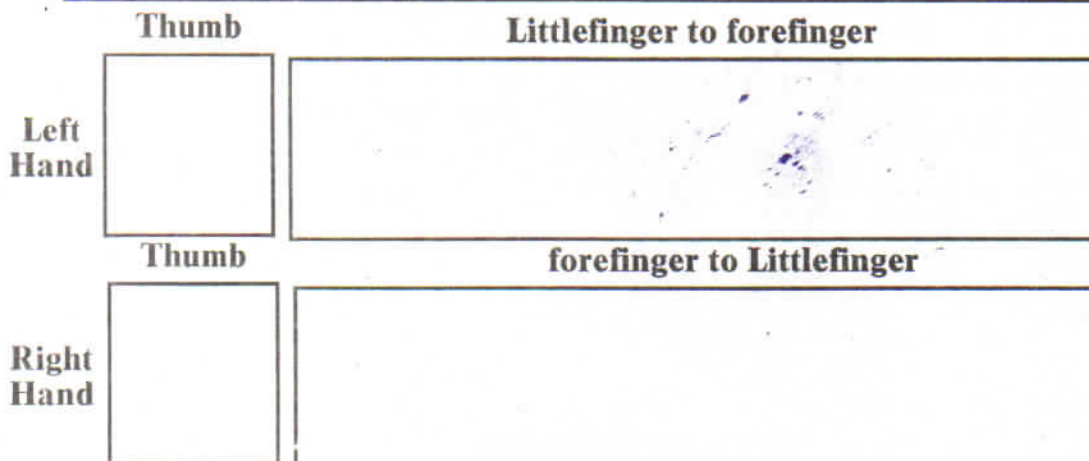 Thumb
Littlefinger to forefinger
Left
Hand
Thumb
forefinger to Littlefinger
Right
Hand